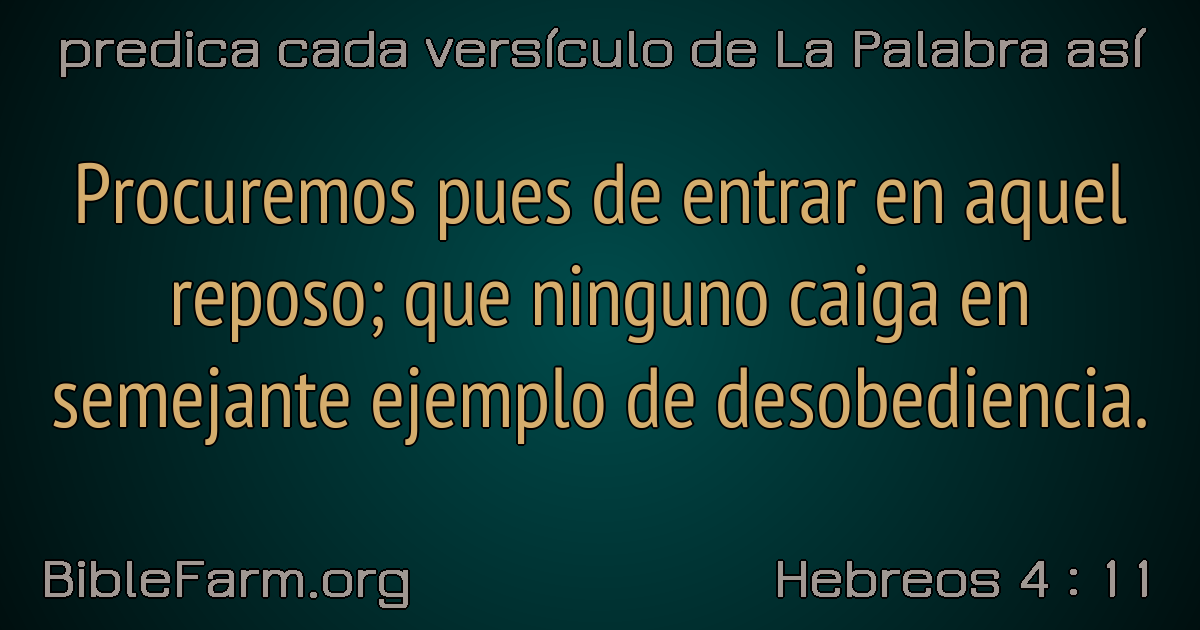 predica cada versículo de La Palabra así
Procuremos pues de entrar en aquel
reposo; que ninguno caiga en
semejante ejemplo de desobediencia.
BibleFarm.org
Hebreos 4 : 11